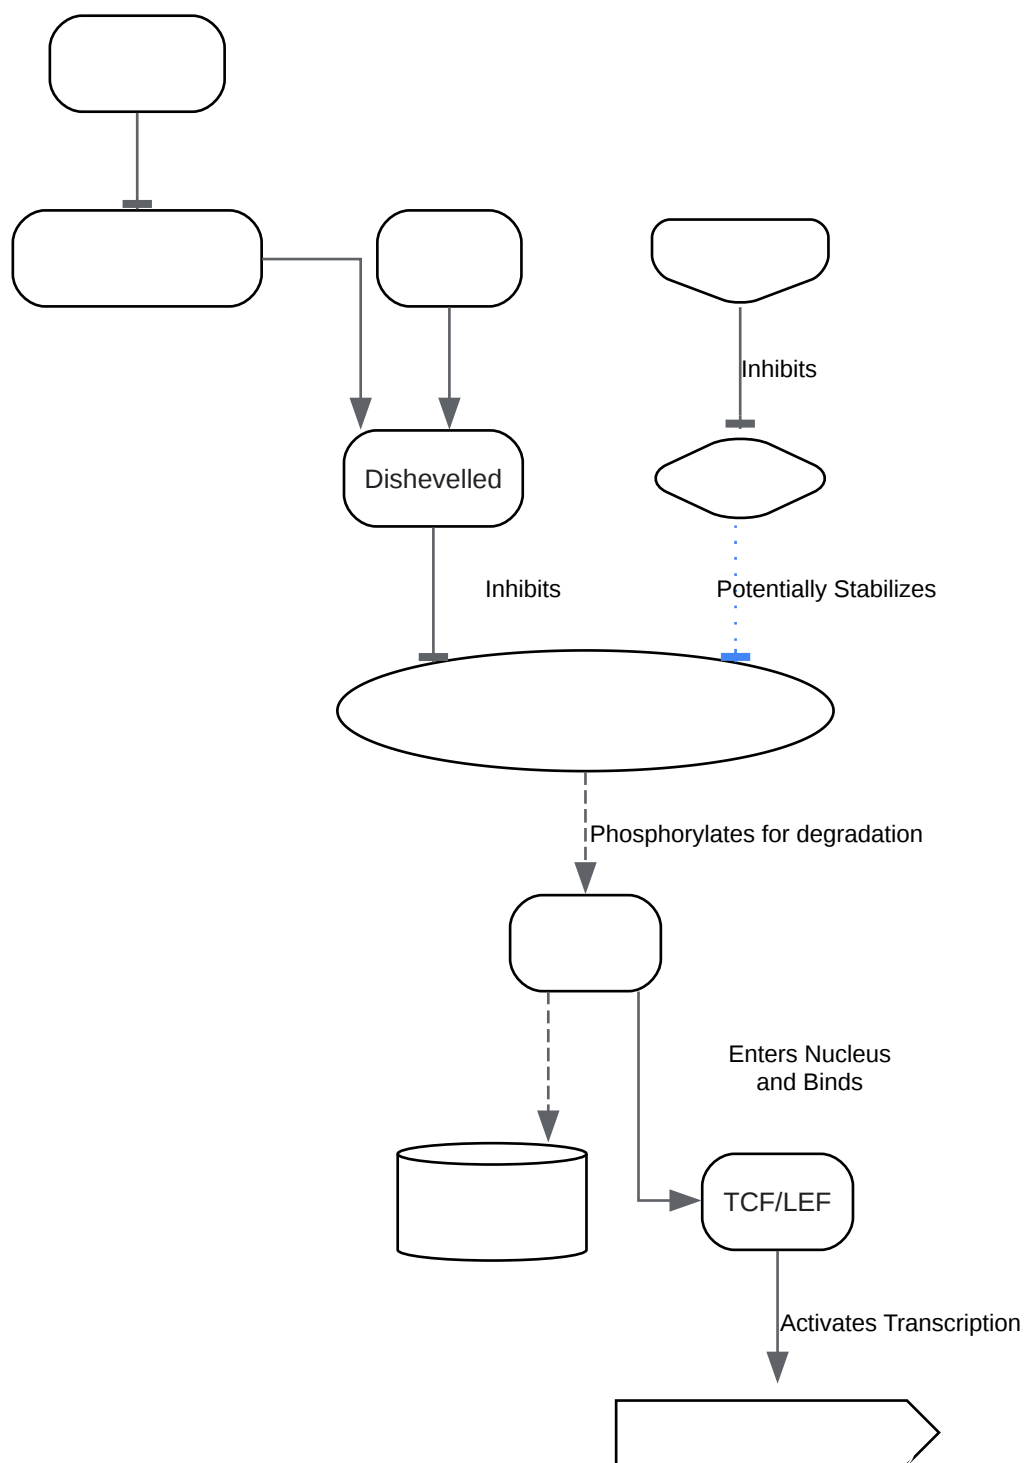 Inhibits
Dishevelled
Inhibits
Potentially Stabilizes
Phosphorylates for degradation
Enters Nucleus
and Binds
TCF/LEF
Activates Transcription